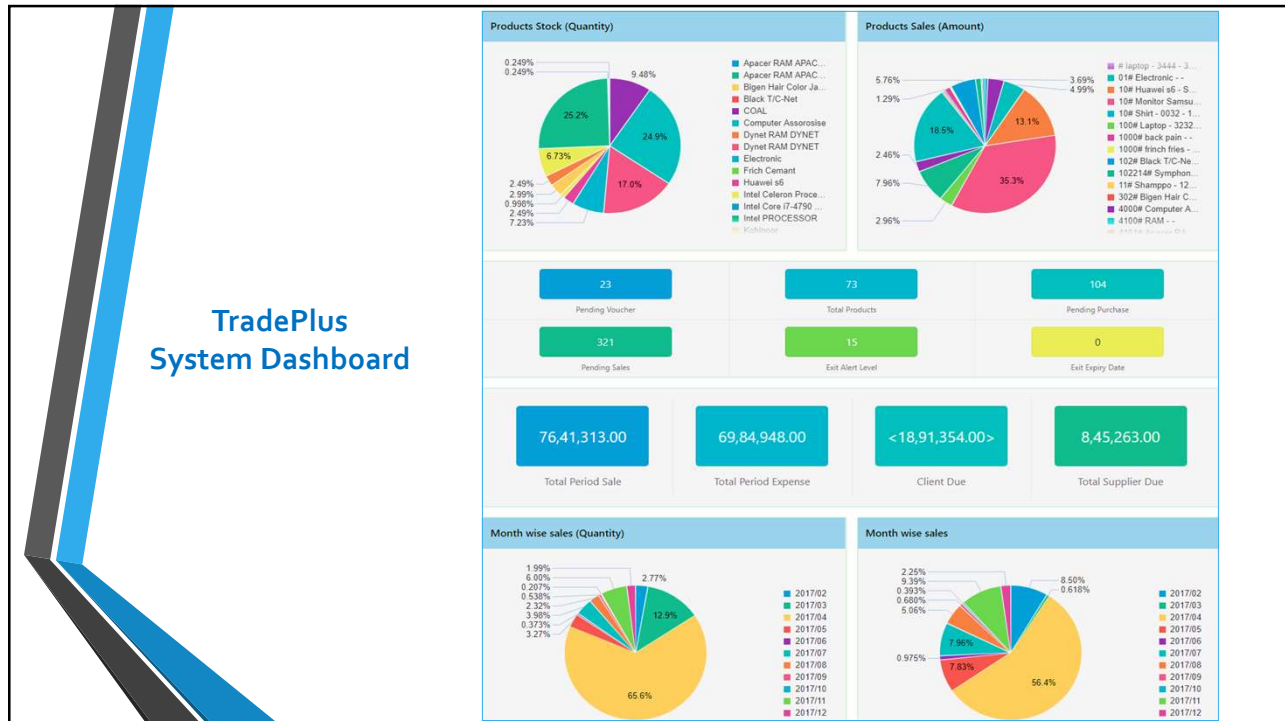 TradePlus
System Dashboard
Products Stock (Quantity)
0.249%
0.249%
9.48%
25.2%
24.9%
6.73%
17.0%
2.49%
2.99%
0.998%
2.49%
7.23%
Apacer RAM APAC...
Apacer RAM APAC...
Bigen Hair Color Ja...
Black T/C-Net
COAL
Computer Assorosise
Dynet RAM DYNET
Dynet RAM DYNET
Electronic
Frich Cemant
Huawei s6
Intel Celeron Proce...
Intel Core i7-4790 ...
Intel PROCESSOR
Kohinoor
Products Sales (Amount)
5.76%
1.29%
3.69%
4.99%
18.5%
13.1%
2.46%
35.3%
7.96%
2.96%
# laptop - 3444 - 3...
01# Electronic - -
10# Huawei s6 - S...
10# Monitor Samsu...
10# Shirt - 0032 - 1...
100# Laptop - 3232...
1000# back pain - -
1000# frinch fries - ...
102# Black T/C-Ne...
102214# Symphon...
11# Shamppo - 12...
302# Bigen Hair C...
4000# Computer A...
4100# RAM - -
23
Pending Voucher
73
Total Products
104
Pending Purchase
321
Pending Sales
15
Exit Alert Level
0
Exit Expiry Date
76,41,313.00
Total Period Sale
69,84,948.00
Total Period Expense
<18,91,354.00>
Client Due
8,45,263.00
Total Supplier Due
Month wise sales (Quantity)
1.99%
6.00%
0.207%
0.538%
2.32%
3.98%
0.373%
3.27%
2.77%
12.9%
65.6%
2017/02
2017/03
2017/04
2017/05
2017/06
2017/07
2017/08
2017/09
2017/10
2017/11
2017/12
Month wise sales
2.25%
9.39%
0.393%
0.680%
5.06%
8.50%
0.618%
7.96%
0.975%
7.83%
56.4%
2017/02
2017/03
2017/04
2017/05
2017/06
2017/07
2017/08
2017/09
2017/10
2017/11
2017/12